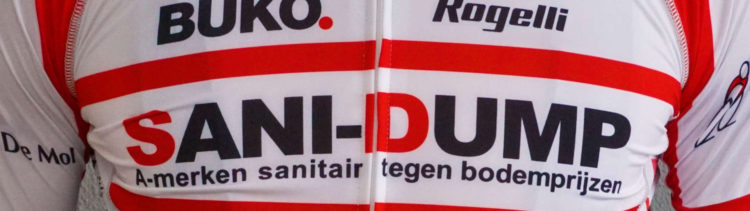 BUKO.
Rogelli
SANI-DUMP
A-merken sanitair tegen bodemprijzen
De Mol